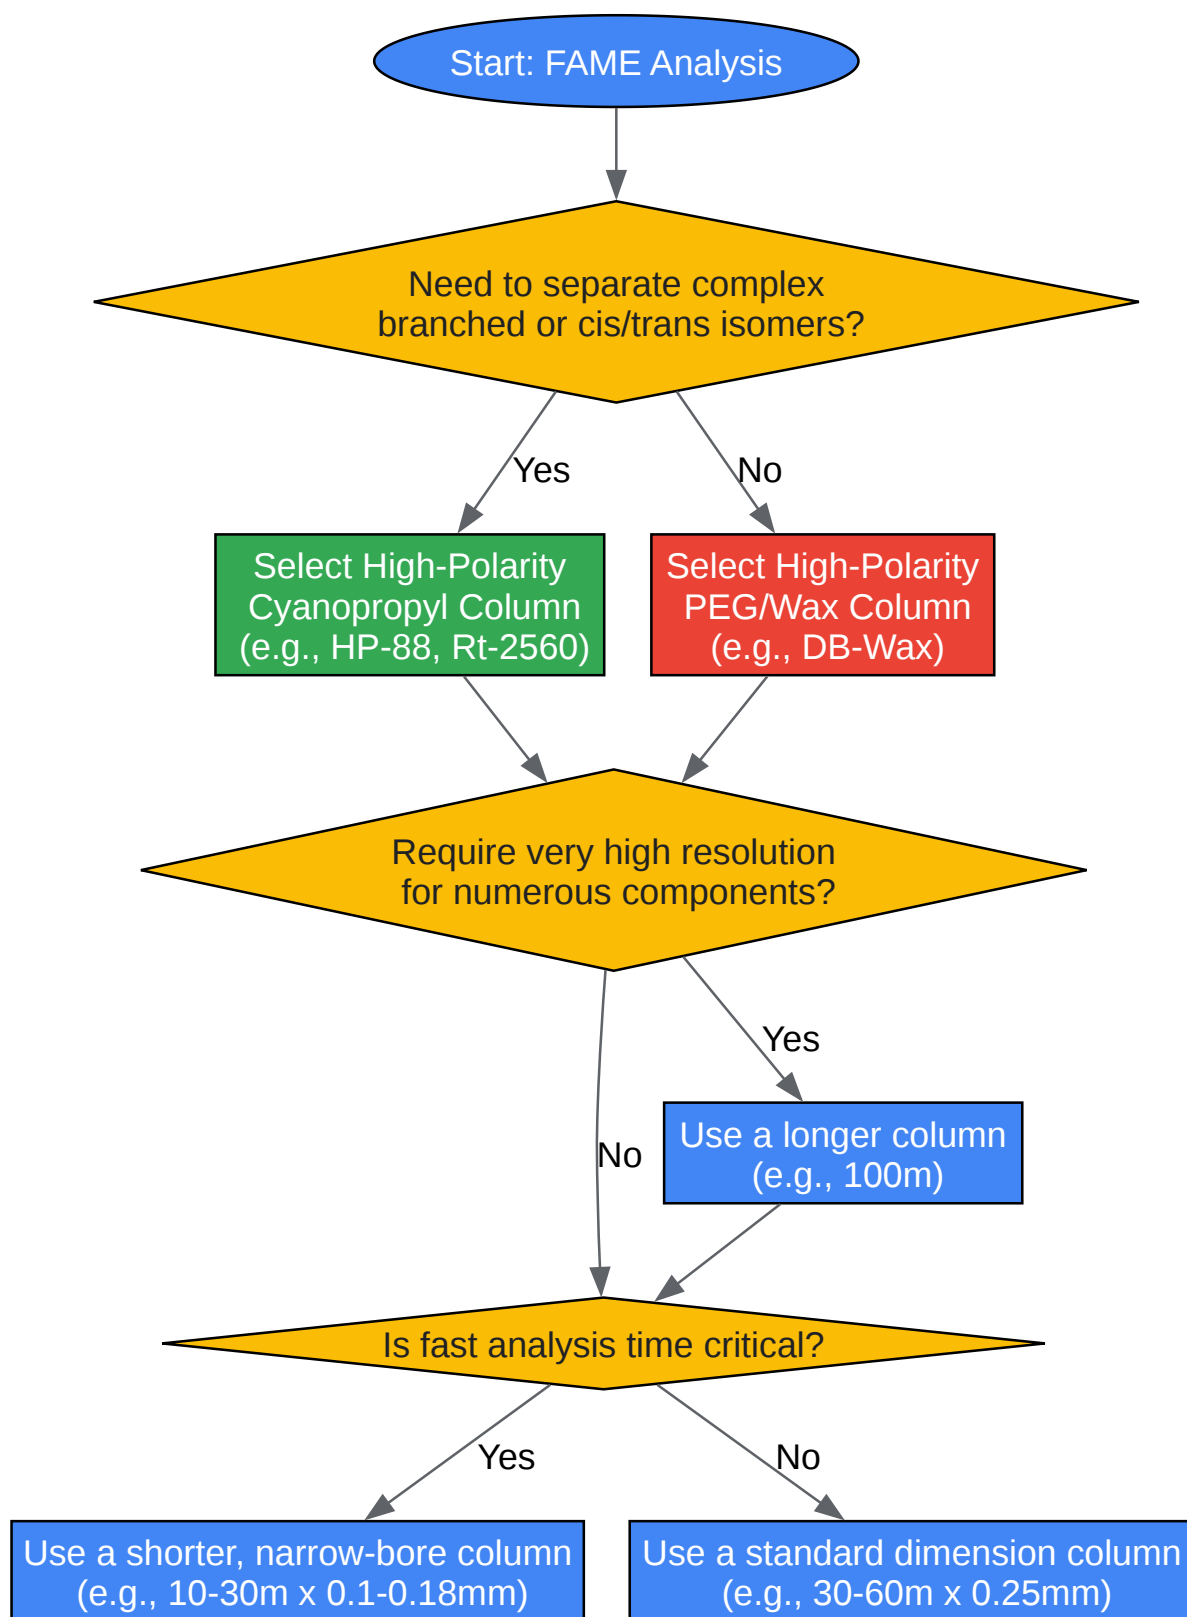 Start: FAME Analysis
Need to separate complex
branched or cis/trans isomers?
Yes
No
Select High-Polarity
Cyanopropyl Column
(e.g., HP-88, Rt-2560)
Select High-Polarity
PEG/Wax Column
(e.g., DB-Wax)
Require very high resolution
for numerous components?
Yes
No
Use a longer column
(e.g., 100m)
Is fast analysis time critical?
Yes
No
Use a shorter, narrow-bore column
(e.g., 10-30m x 0.1-0.18mm)
Use a standard dimension column
(e.g., 30-60m x 0.25mm)